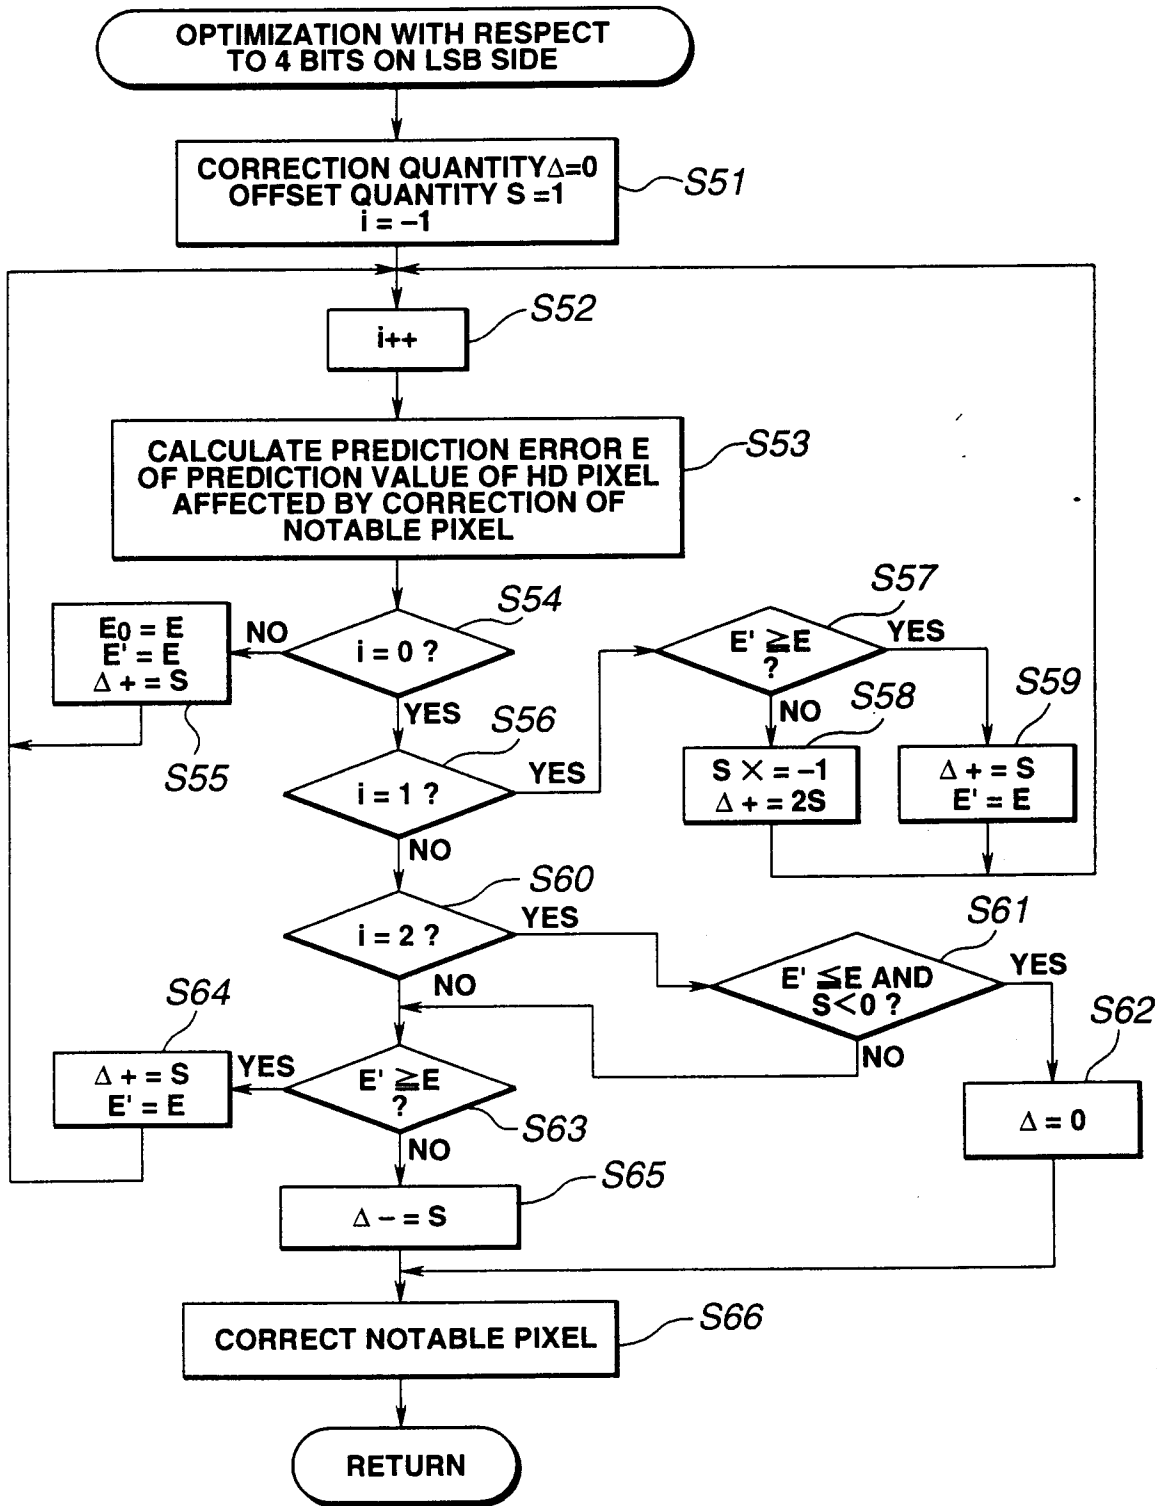 OPTIMIZATION WITH RESPECT
TO 4 BITS ON LSB SIDE
CORRECTION QUANTITY Δ=0
OFFSET QUANTITY S =1
i = –1
S51
i++
S52
CALCULATE PREDICTION ERROR E
OF PREDICTION VALUE OF HD PIXEL
AFFECTED BY CORRECTION OF
NOTABLE PIXEL
S53
i = 0 ?
S54
NO
YES
E0 = E
E' = E
Δ + = S
S55
i = 1 ?
S56
YES
NO
E' ≧E
?
S57
YES
NO
S × = –1
Δ + = 2S
S58
Δ + = S
E' = E
S59
i = 2 ?
S60
YES
NO
E' ≦E AND
S<0 ?
S61
YES
NO
Δ = 0
S62
E' ≧E
?
S63
YES
NO
Δ + = S
E' = E
S64
Δ – = S
S65
CORRECT NOTABLE PIXEL
S66
RETURN